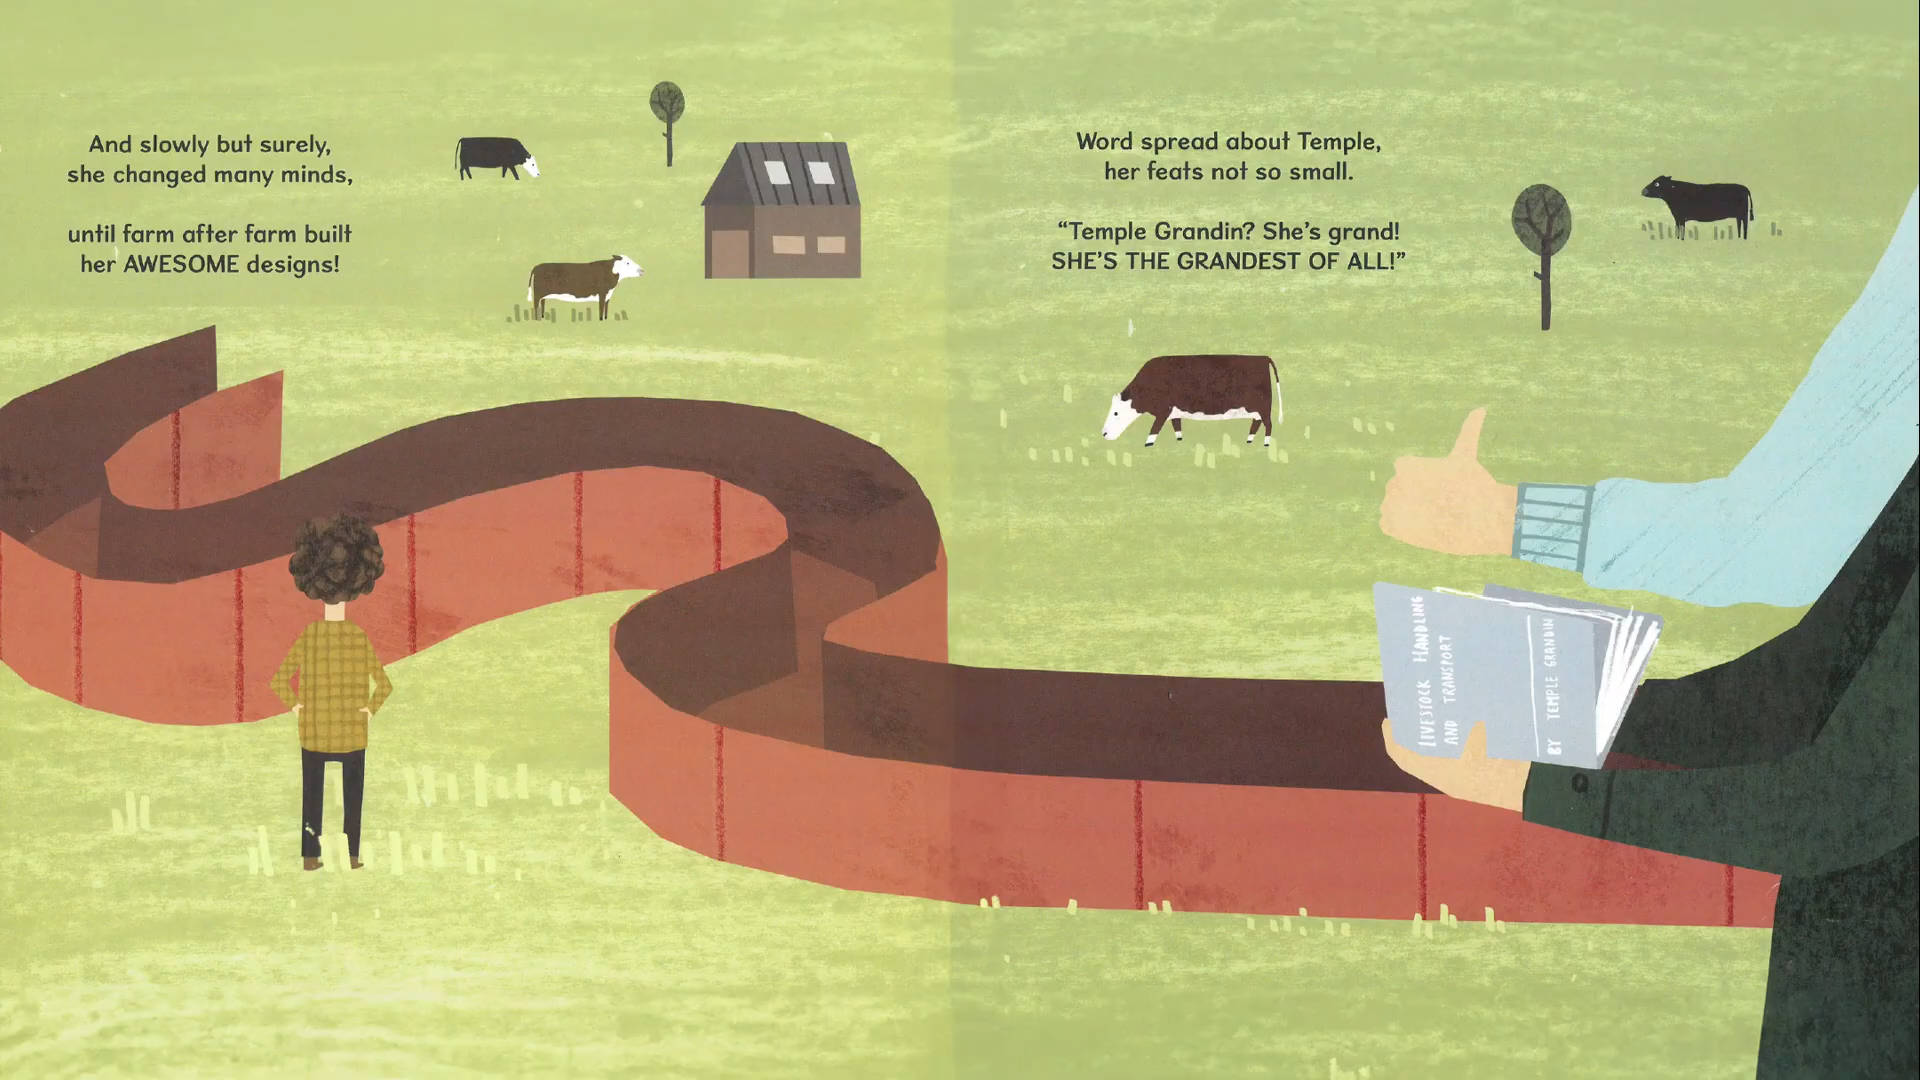 And slowly but surely,
she changed many minds,
until farm after farm built
her AWESOME designs!
Word spread about Temple,
her feats not so small.
“Temple Grandin? She’s grand!
SHE’S THE GRANDEST OF ALL!”
LIVESTOCK HANDLING
AND TRANSPORT
BY TEMPLE GRANDIN